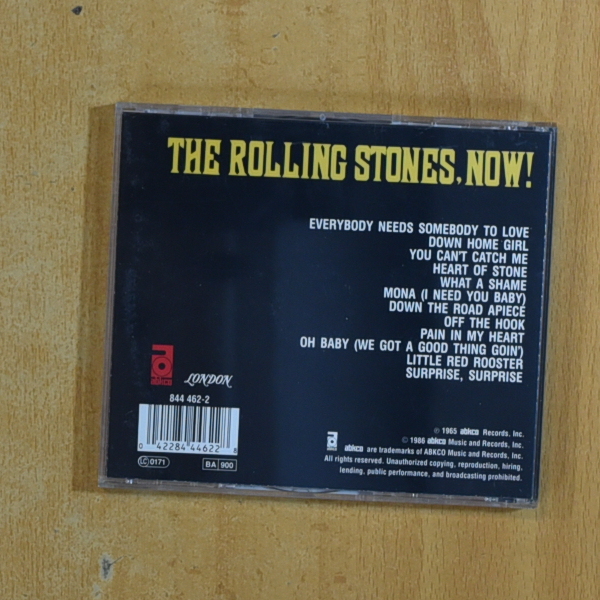 THE ROLLING STONES, NOW!
EVERYBODY NEEDS SOMEBODY TO LOVE
DOWN HOME GIRL
YOU CAN'T CATCH ME
HEART OF STONE
WHAT A SHAME
MONA (I NEED YOU BABY)
DOWN THE ROAD APIECE
OFF THE HOOK
PAIN IN MY HEART
OH BABY (WE GOT A GOOD THING GOIN')
LITTLE RED ROOSTER
SURPRISE, SURPRISE
abkco
LONDON
844 462-2
0 42284 44622 8
LC 0171
BA 900
℗ 1965 abkco Records, Inc.
© 1986 abkco Music and Records, Inc.
abkco are trademarks of ABKCO Music and Records, Inc.
All rights reserved. Unauthorized copying, reproduction, hiring,
lending, public performance, and broadcasting prohibited.